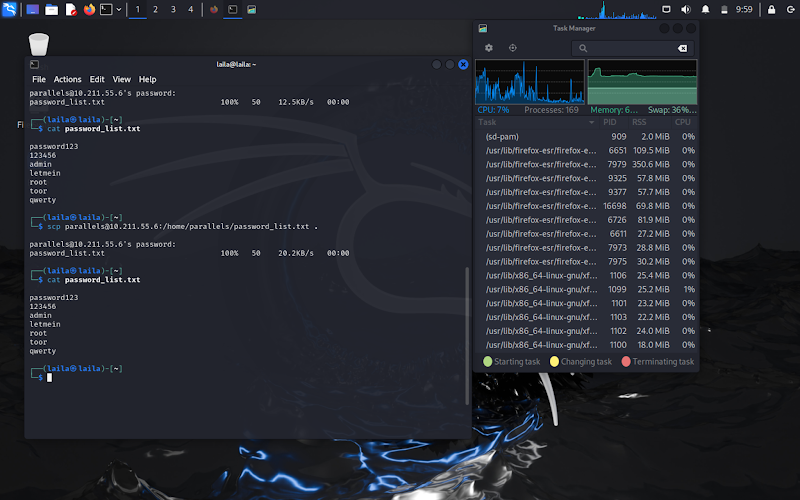 1 2 3 4
9:59
laila@laila: ~
File Actions Edit View Help
parallels@10.211.55.6's password:
password_list.txt 100% 50 12.5KB/s 00:00
┌──(laila㉿laila)-[~]
└─$ cat password_list.txt
password123
123456
admin
letmein
root
toor
qwerty
┌──(laila㉿laila)-[~]
└─$ scp parallels@10.211.55.6:/home/parallels/password_list.txt .
parallels@10.211.55.6's password:
password_list.txt 100% 50 20.2KB/s 00:00
┌──(laila㉿laila)-[~]
└─$ cat password_list.txt
password123
123456
admin
letmein
root
toor
qwerty
┌──(laila㉿laila)-[~]
└─$
Fi
Task Manager
CPU: 7% Processes: 169 Memory: 6... Swap: 36%...
Task PID RSS CPU
(sd-pam) 909 2.0 MiB 0%
/usr/lib/firefox-esr/firefox-e... 6651 109.5 MiB 0%
/usr/lib/firefox-esr/firefox-e... 7979 350.6 MiB 0%
/usr/lib/firefox-esr/firefox-e... 9325 57.8 MiB 0%
/usr/lib/firefox-esr/firefox-e... 9377 57.7 MiB 0%
/usr/lib/firefox-esr/firefox-e... 16698 69.8 MiB 0%
/usr/lib/firefox-esr/firefox-e... 6726 81.9 MiB 0%
/usr/lib/firefox-esr/firefox-e... 6611 27.2 MiB 0%
/usr/lib/firefox-esr/firefox-e... 7973 28.8 MiB 0%
/usr/lib/firefox-esr/firefox-e... 7975 30.2 MiB 0%
/usr/lib/x86_64-linux-gnu/xf... 1106 25.4 MiB 0%
/usr/lib/x86_64-linux-gnu/xf... 1099 25.2 MiB 1%
/usr/lib/x86_64-linux-gnu/xf... 1101 23.2 MiB 0%
/usr/lib/x86_64-linux-gnu/xf... 1103 22.2 MiB 0%
/usr/lib/x86_64-linux-gnu/xf... 1102 24.0 MiB 0%
/usr/lib/x86_64-linux-gnu/xf... 1100 18.0 MiB 0%
Starting task Changing task Terminating task